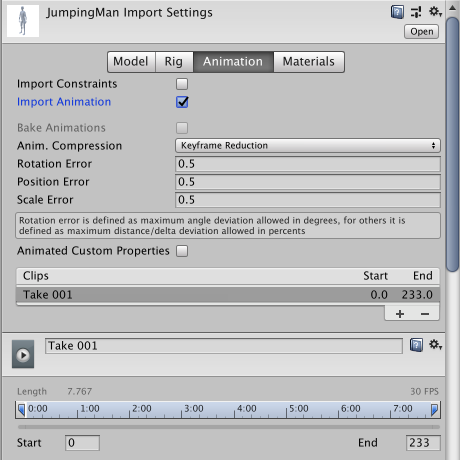 JumpingMan Import Settings
Open
Model Rig Animation Materials
Import Constraints
Import Animation
Bake Animations
Anim. Compression Keyframe Reduction
Rotation Error 0.5
Position Error 0.5
Scale Error 0.5
Rotation error is defined as maximum angle deviation allowed in degrees, for others it is
defined as maximum distance/delta deviation allowed in percents
Animated Custom Properties
Clips Start End
Take 001 0.0 233.0
+ −
Take 001
Length 7.767 30 FPS
0:00 1:00 2:00 3:00 4:00 5:00 6:00 7:00
Start 0 End 233